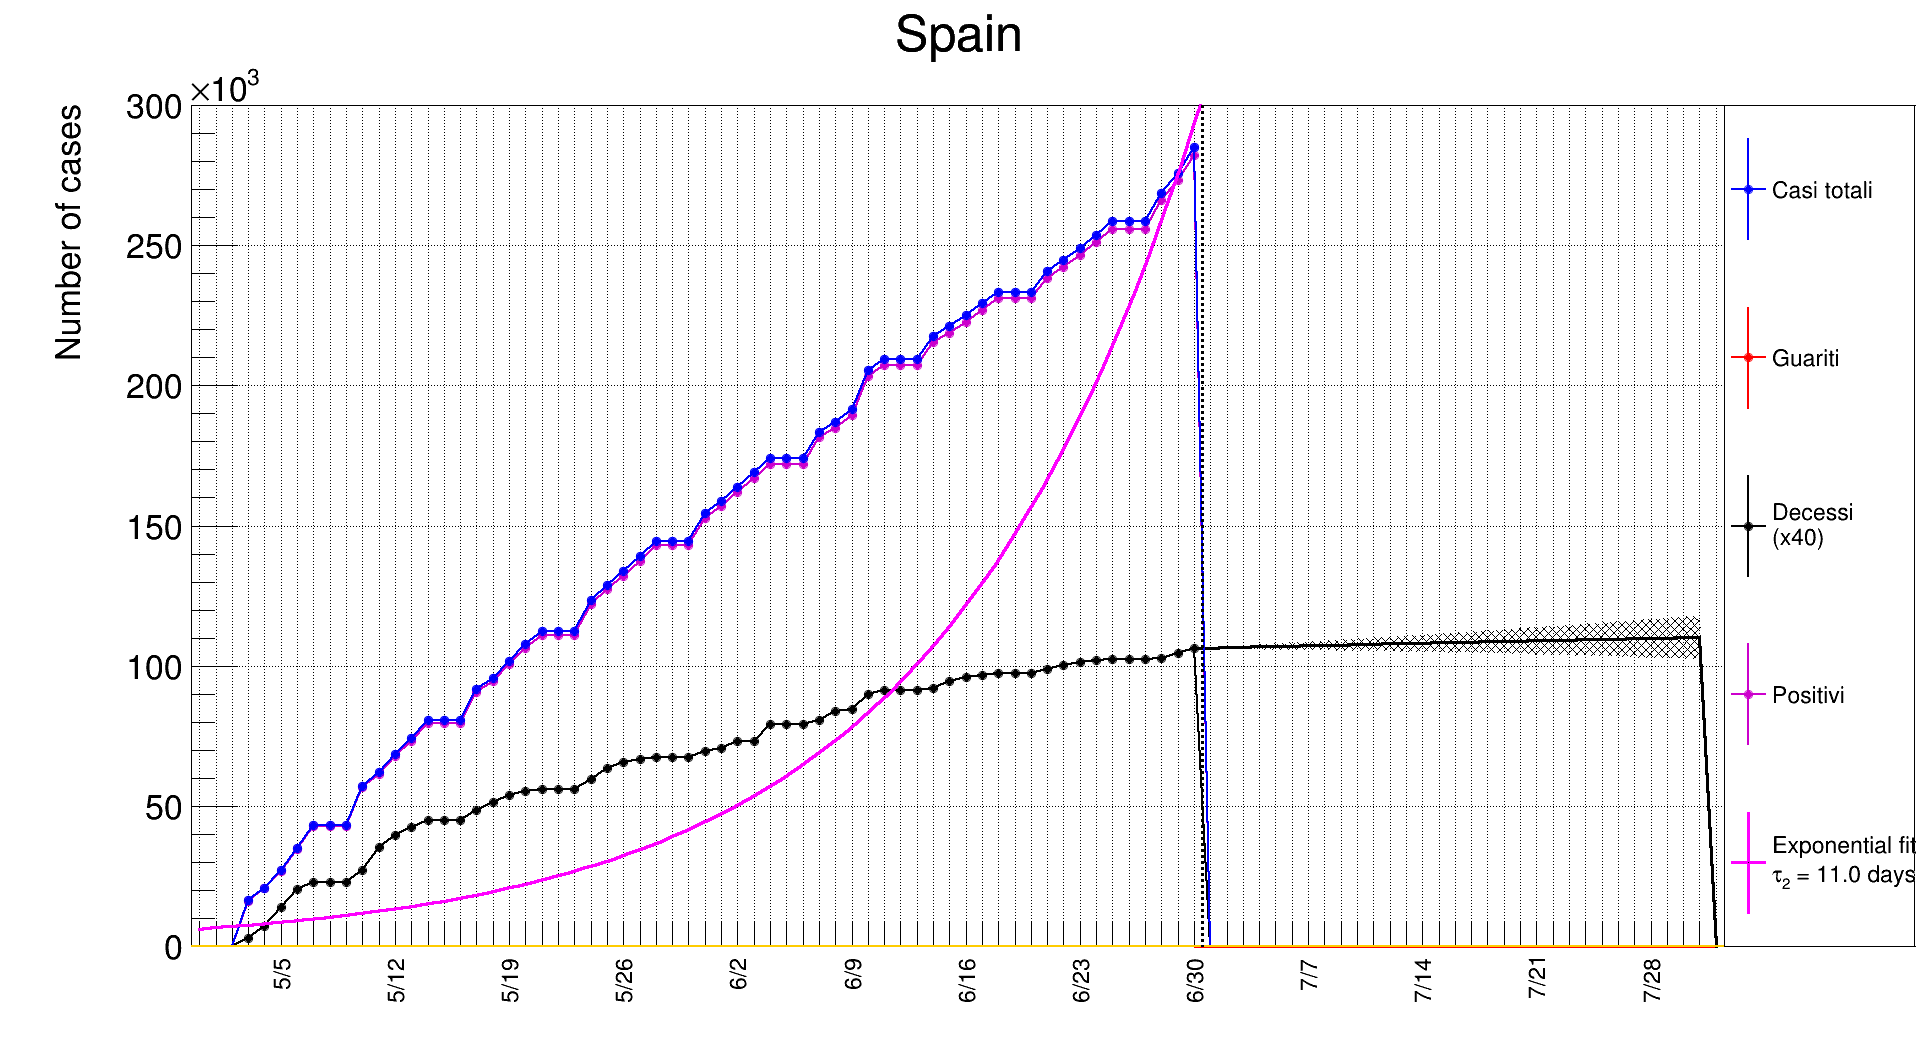 Spain
×10³
Number of cases
300
250
200
150
100
50
0
5/5
5/12
5/19
5/26
6/2
6/9
6/16
6/23
6/30
7/7
7/14
7/21
7/28
Casi totali
Guariti
Decessi
(x40)
Positivi
Exponential fit
τ₂ = 11.0 days